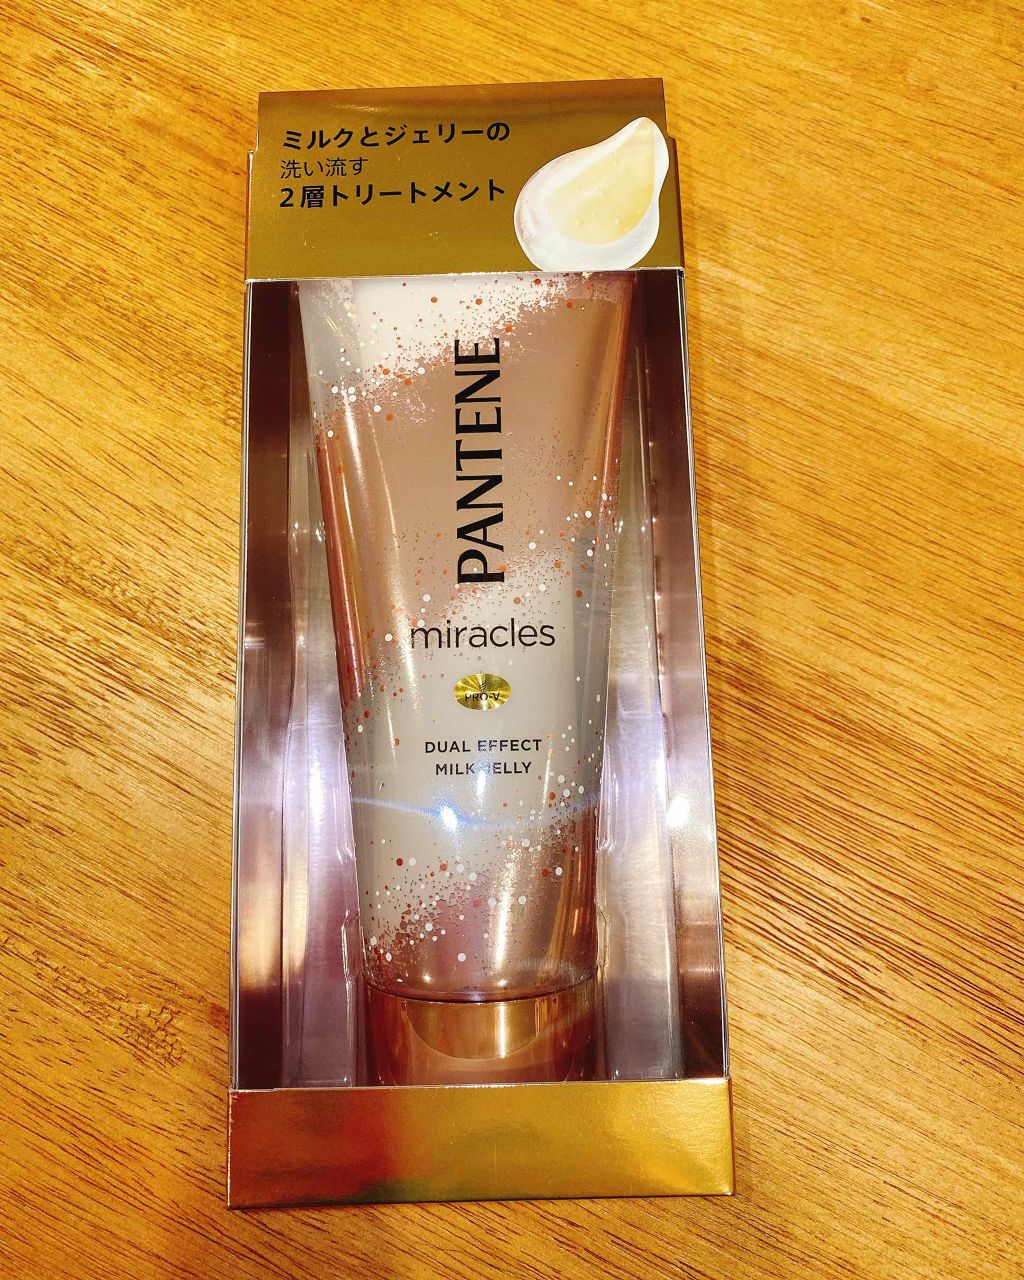 ミルクとジェリーの
洗い流す
2層トリートメント
PANTENE
miracles
PRO-V
DUAL EFFECT
MILK JELLY